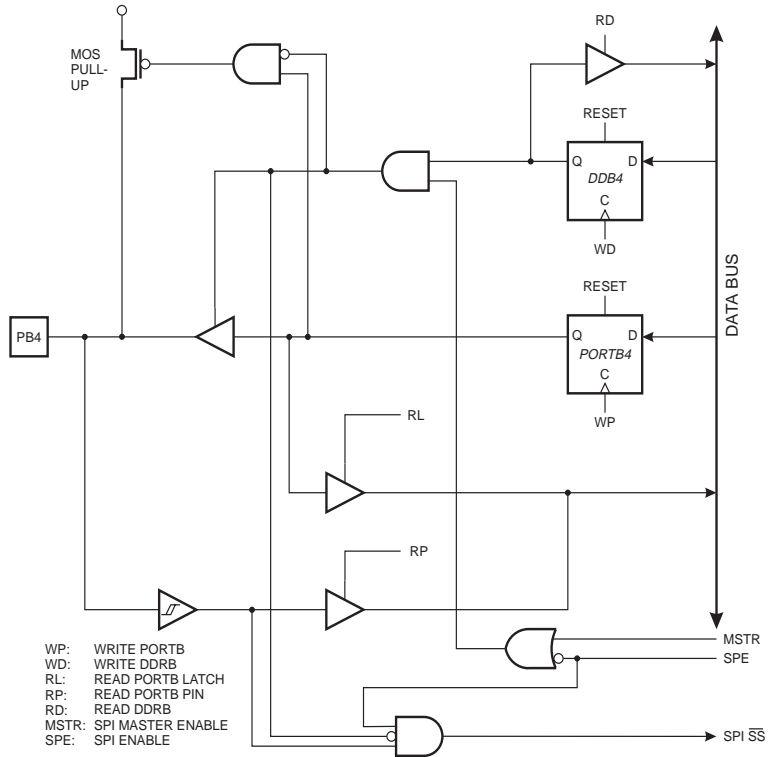 RD
MOS
PULL-
UP
RESET
Q D
DDB4
C
WD
RESET
DATA BUS
PB4
Q D
PORTB4
C
WP
RL
RP
MSTR
SPE
WP: WRITE PORTB
WD: WRITE DDRB
RL: READ PORTB LATCH
RP: READ PORTB PIN
RD: READ DDRB
MSTR: SPI MASTER ENABLE
SPE: SPI ENABLE
SPI S̅S̅